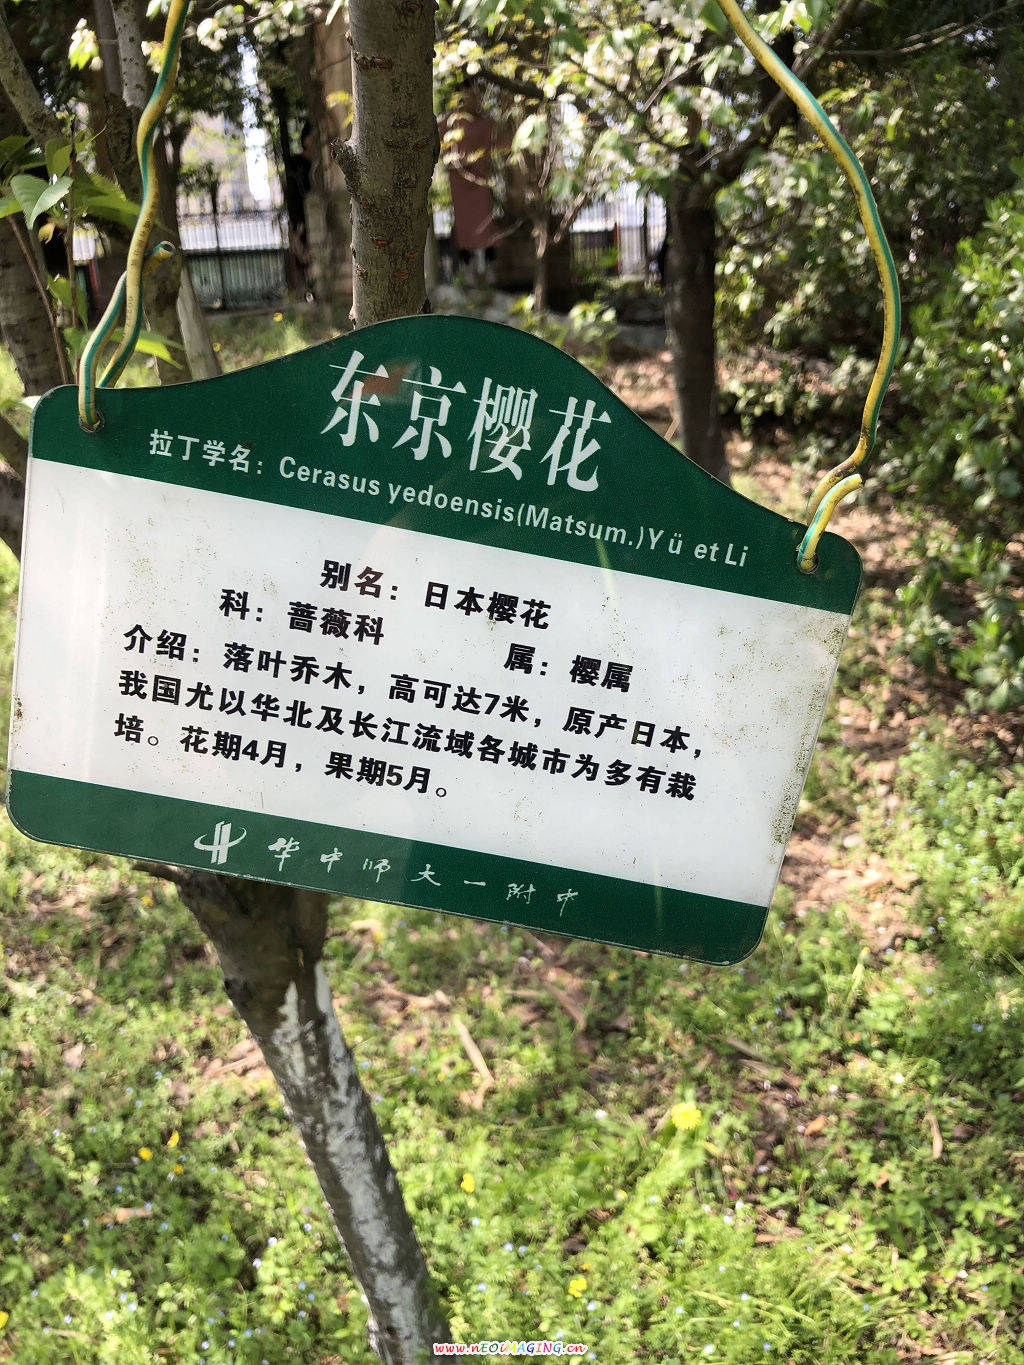 东京樱花
拉丁学名：Cerasus yedoensis(Matsum.)Yü et Li
别名：日本樱花
科：蔷薇科 属：樱属
介绍：落叶乔木，高可达7米，原产日本，
我国尤以华北及长江流域各城市为多有栽
培。花期4月，果期5月。
华中师大一附中
www.nEOIMAGING.cn